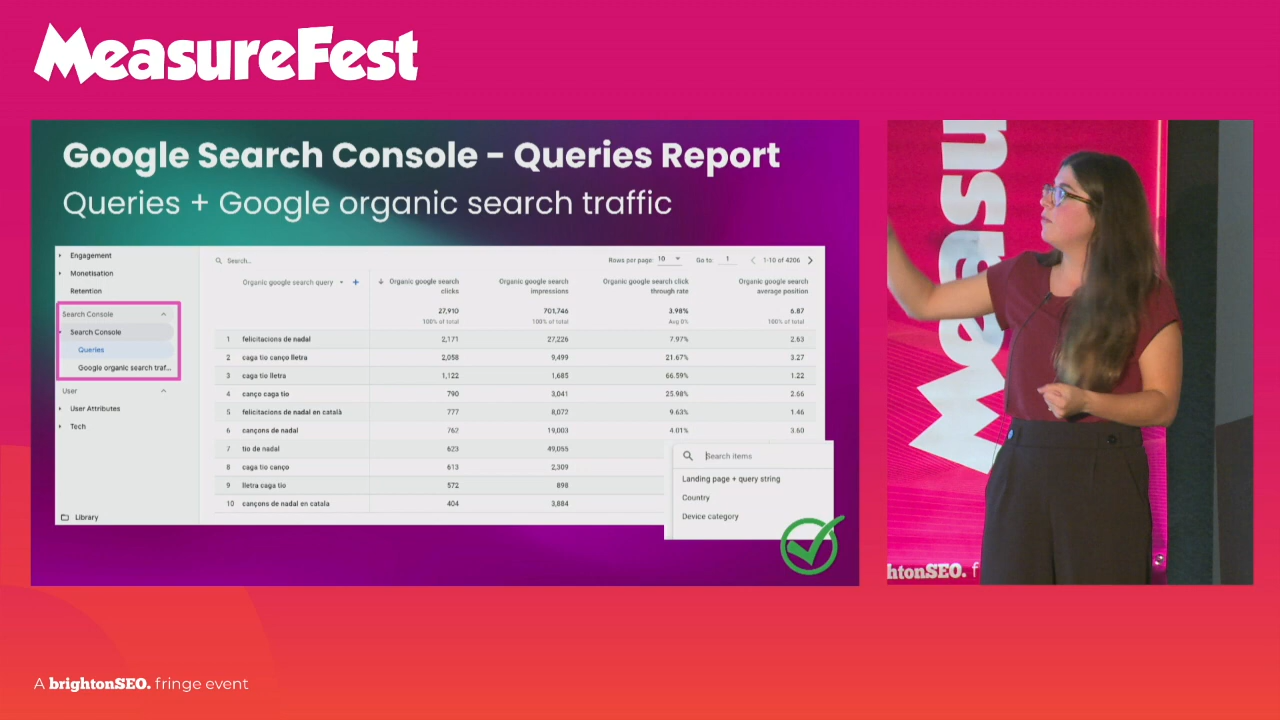 MeasureFest
Google Search Console - Queries Report
Queries + Google organic search traffic
Engagement
Monetisation
Retention
Search Console
Search Console
Queries
Google organic search traf...
User
User Attributes
Tech
Library
Search...
Rows per page: 10 Go to: 1 1-10 of 4206
Organic google search query + Organic google search clicks Organic google search impressions Organic google search click through rate Organic google search average position
27,910 701,746 3.98% 6.87
100% of total 100% of total Avg 0% 100% of total
1 felicitacions de nadal 2,171 27,226 7.97% 2.63
2 caga tio canço lletra 2,058 9,499 21.67% 3.27
3 caga tio lletra 1,122 1,685 66.59% 1.22
4 canço caga tio 790 3,041 25.98% 2.66
5 felicitacions de nadal en català 777 8,072 9.63% 1.46
6 cançons de nadal 762 19,003 4.01% 3.60
7 tio de nadal 623 49,055
8 caga tio canço 613 2,309
9 lletra caga tio 572 898
10 cançons de nadal en catala 404 3,884
Search items
Landing page + query string
Country
Device category
Measu
Meas
htonSEO. f
A brightonSEO. fringe event